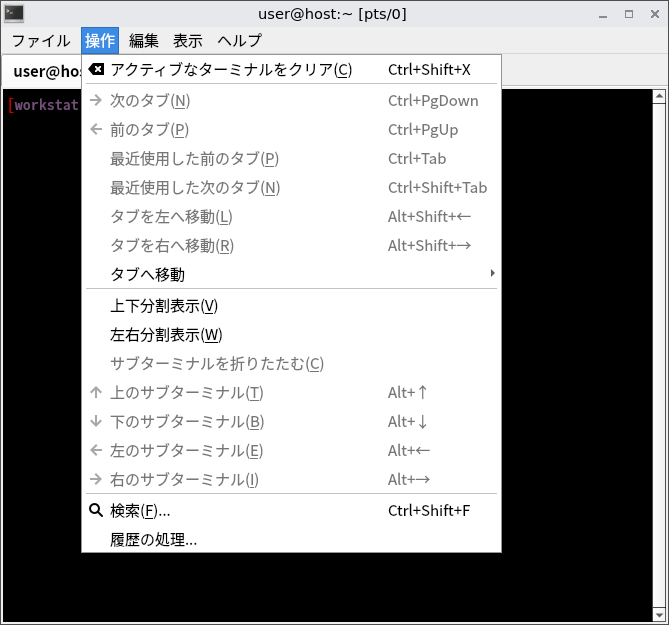 user@host:~ [pts/0]
ファイル 操作 編集 表示 ヘルプ
user@hos
[workstat
アクティブなターミナルをクリア(C) Ctrl+Shift+X
次のタブ(N) Ctrl+PgDown
前のタブ(P) Ctrl+PgUp
最近使用した前のタブ(P) Ctrl+Tab
最近使用した次のタブ(N) Ctrl+Shift+Tab
タブを左へ移動(L) Alt+Shift+←
タブを右へ移動(R) Alt+Shift+→
タブへ移動
上下分割表示(V)
左右分割表示(W)
サブターミナルを折りたたむ(C)
上のサブターミナル(T) Alt+↑
下のサブターミナル(B) Alt+↓
左のサブターミナル(E) Alt+←
右のサブターミナル(I) Alt+→
検索(F)... Ctrl+Shift+F
履歴の処理...